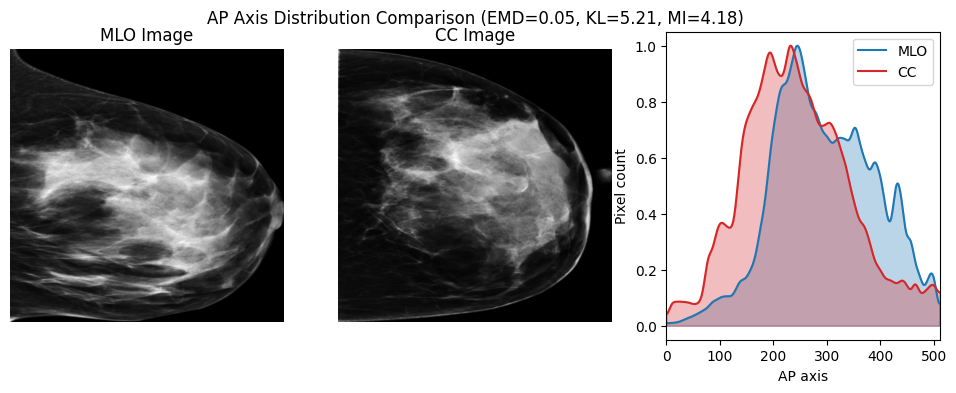 AP Axis Distribution Comparison (EMD=0.05, KL=5.21, MI=4.18)
MLO Image
CC Image
MLO
CC
Pixel count
1.0
0.8
0.6
0.4
0.2
0.0
0 100 200 300 400 500
AP axis